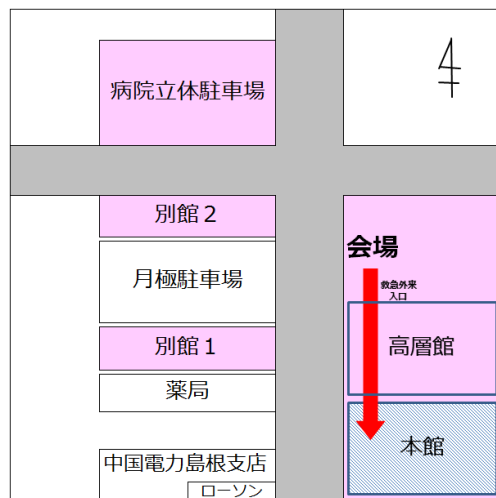 病院立体駐車場
別館２
月極駐車場
別館１
薬局
中国電力島根支店
ローソン
会場
救急外来
入口
高層館
本館